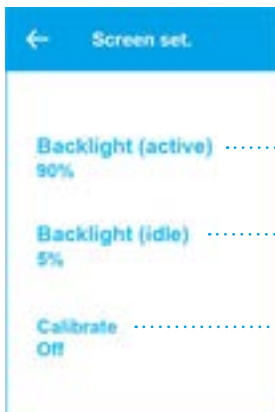 Screen set.
Backlight (active)
90%
Backlight (idle)
5%
Calibrate
Off